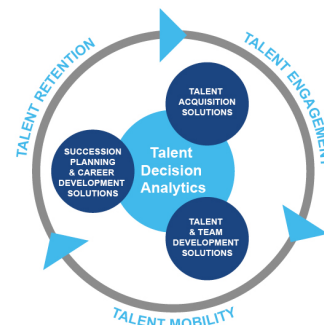 TALENT RETENTION
TALENT ENGAGEMENT
TALENT
ACQUISITION
SOLUTIONS
SUCCESSION
PLANNING
& CAREER
DEVELOPMENT
SOLUTIONS
Talent
Decision
Analytics
TALENT
& TEAM
DEVELOPMENT
SOLUTIONS
TALENT MOBILITY